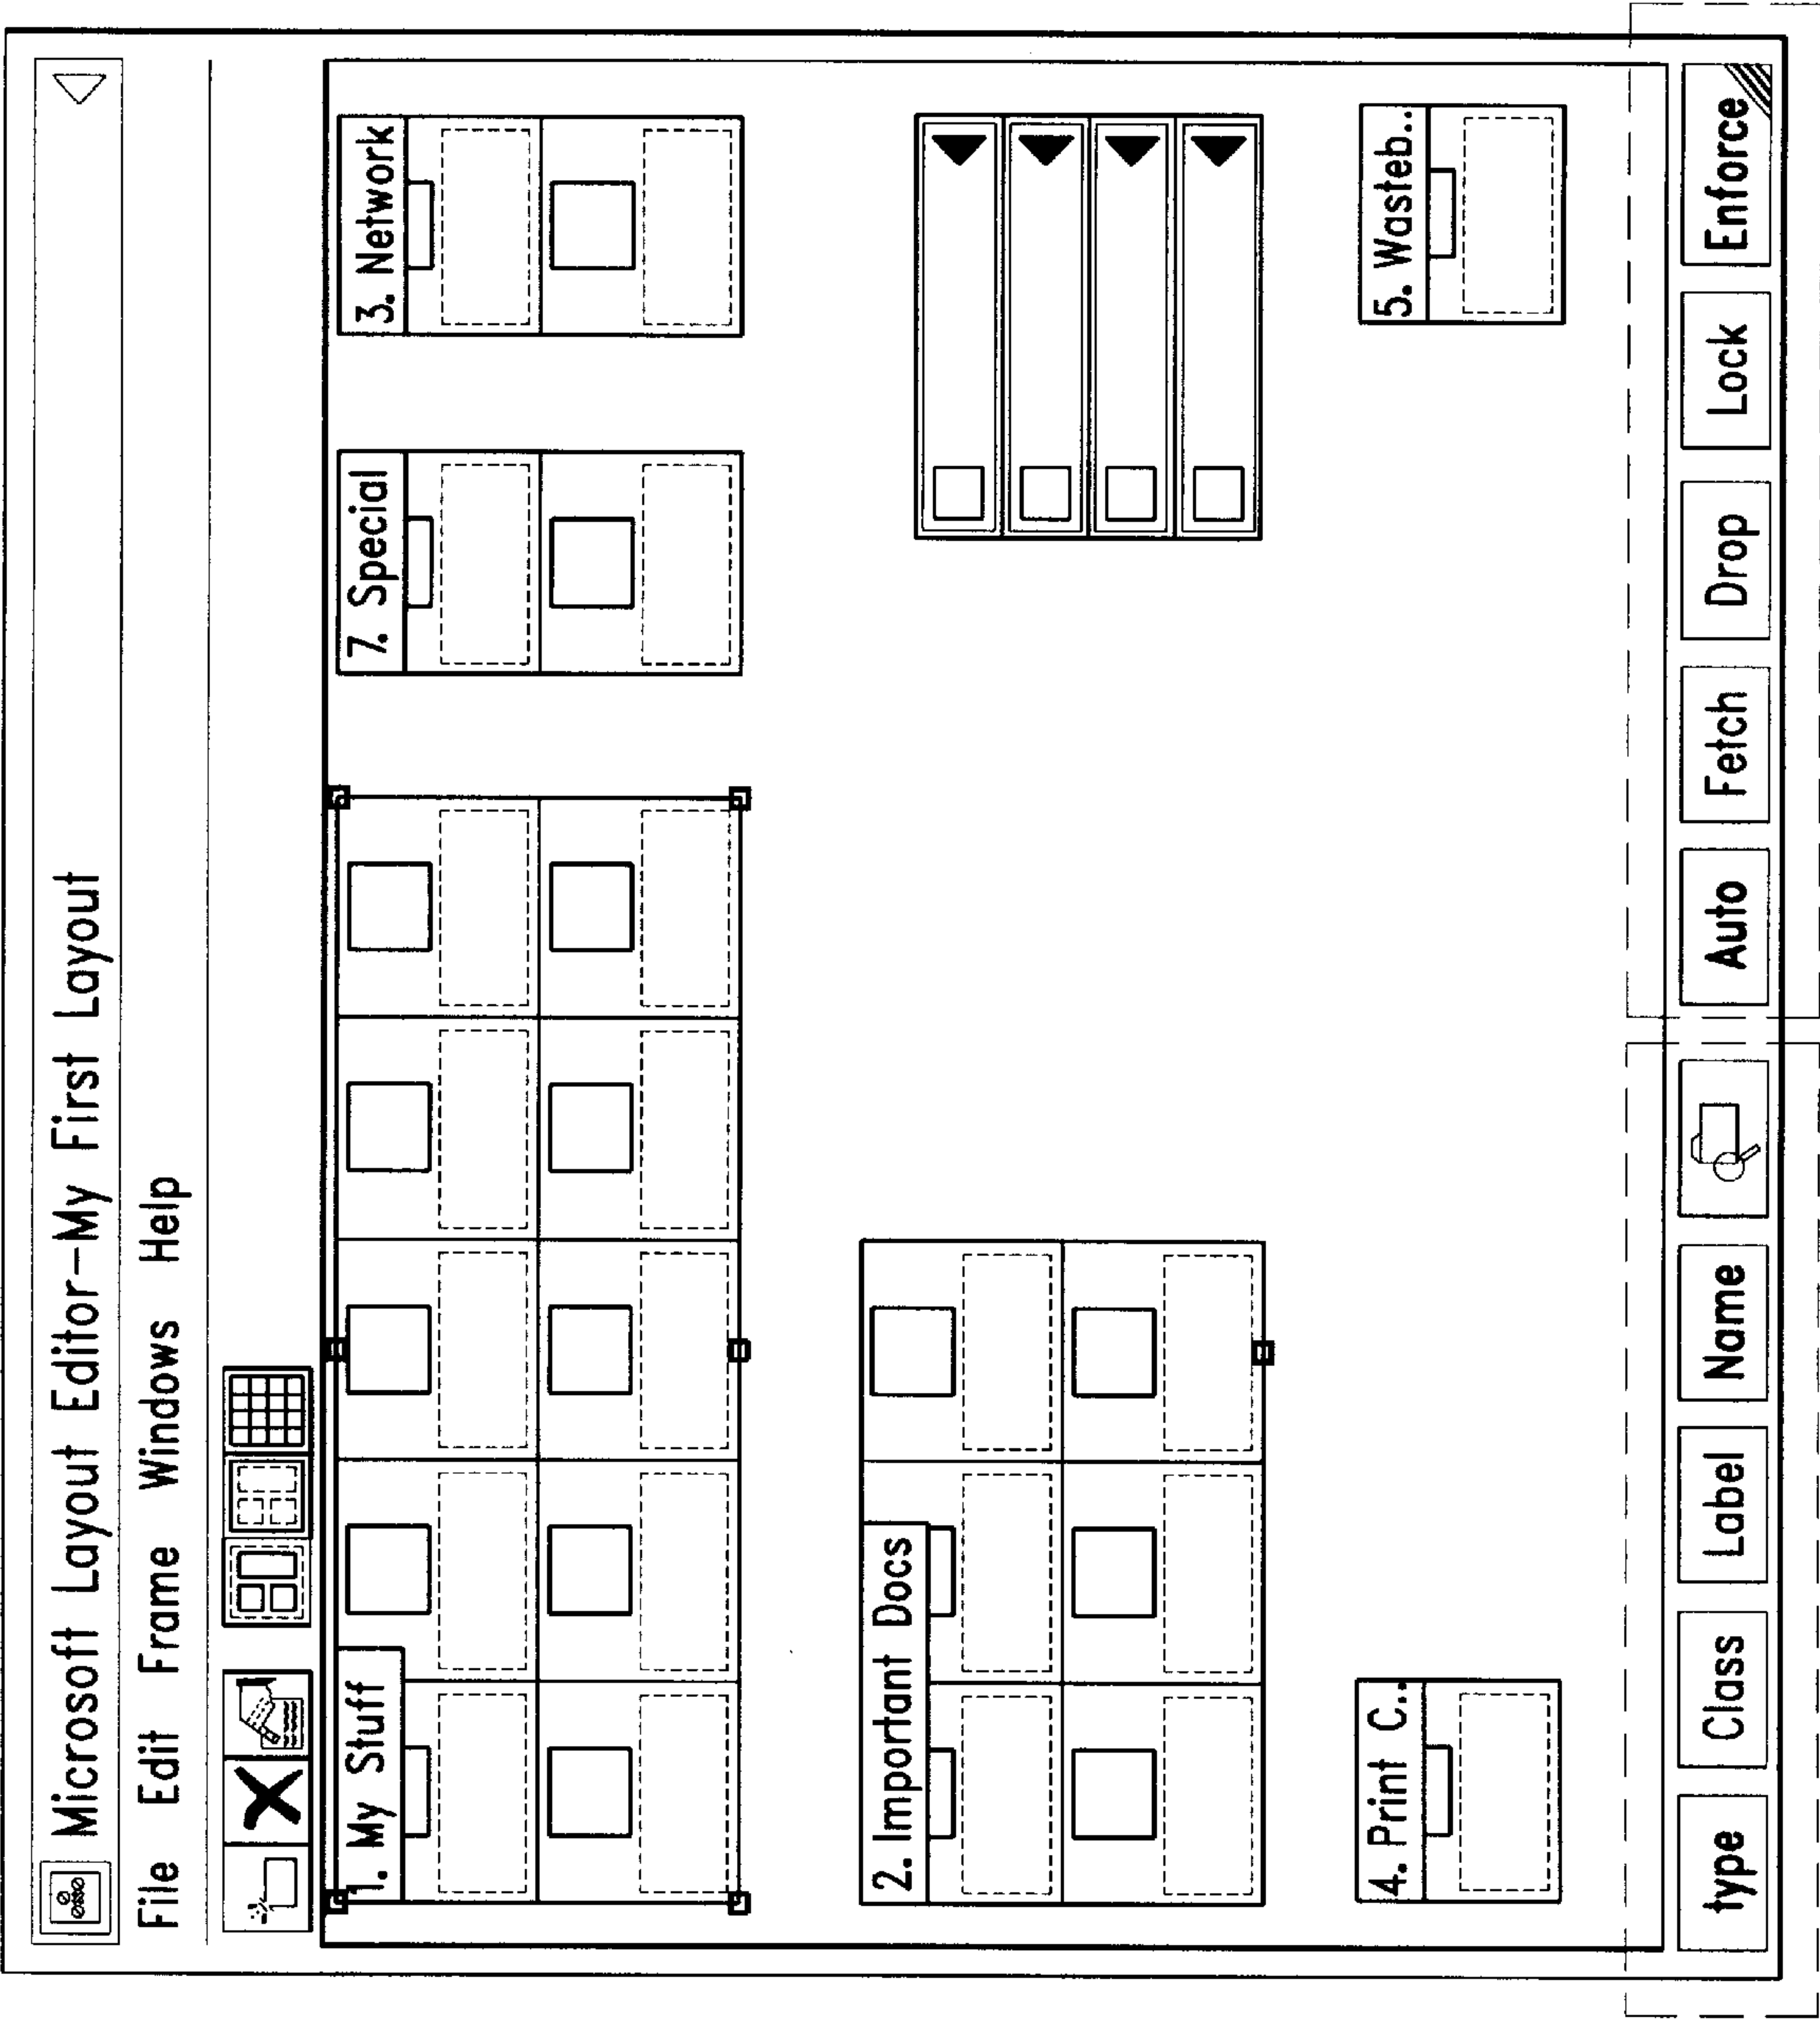 Microsoft Layout Editor-My First Layout
File Edit Frame Windows Help
1. My Stuff
7. Special
3. Network
2. Important Docs
4. Print C..
5. Wasteb..
type Class Label Name Auto Fetch Drop Lock Enforce